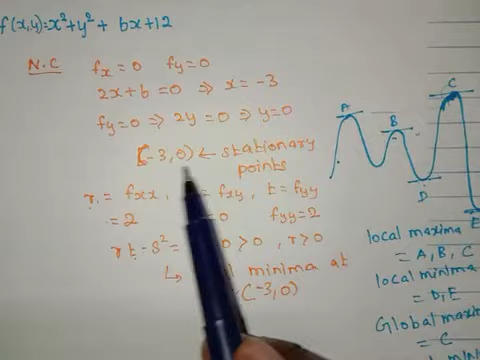 f(x,y)=x²+y²+ 6x+12
N.C fx=0 fy=0
2x+6=0 ⇒ x=-3
fy=0 ⇒ 2y=0 ⇒ y=0
(-3,0) ← stationary points
r = fxx, = fxy, t = fyy
=2 =0 fyy=2
rt-s²= 0>0, r>0
↳ minima at
(-3,0)
A
B
C
D
E
local maxima
= A, B, C
local minima
= D, E
Global maxim
= C